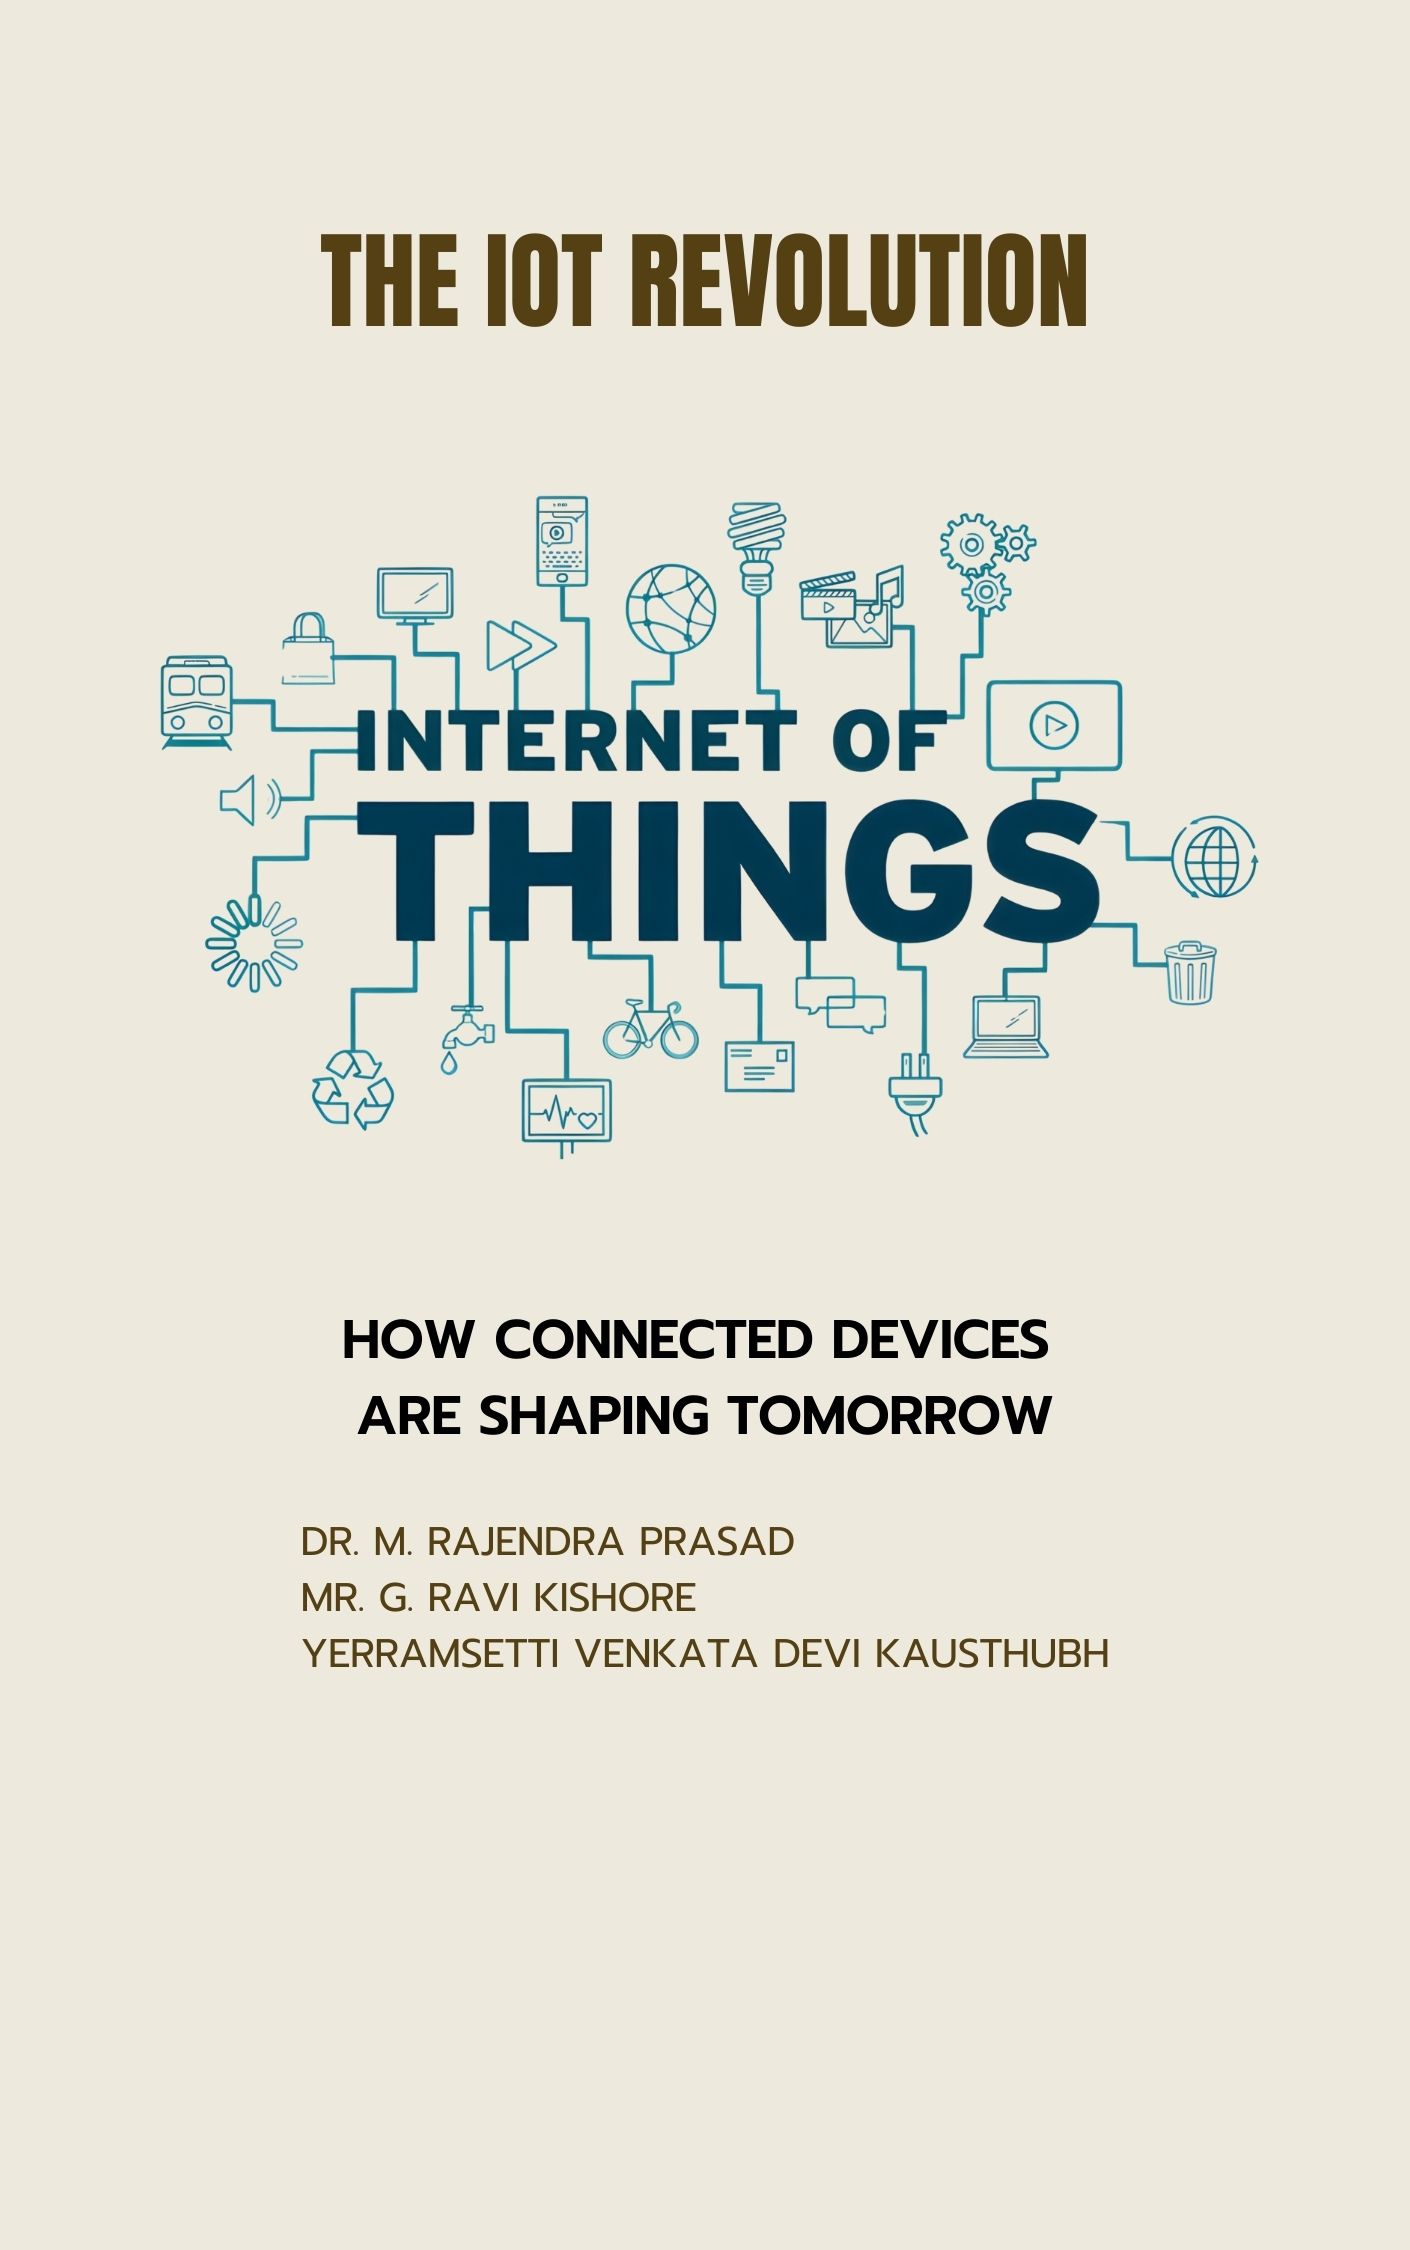 THE IOT REVOLUTION
INTERNET OF
THINGS
HOW CONNECTED DEVICES
ARE SHAPING TOMORROW
DR. M. RAJENDRA PRASAD
MR. G. RAVI KISHORE
YERRAMSETTI VENKATA DEVI KAUSTHUBH